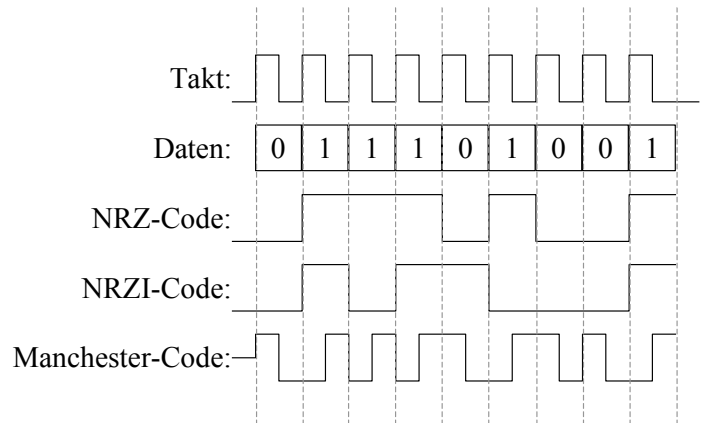 Takt:
Daten: 0 1 1 1 0 1 0 0 1
NRZ-Code:
NRZI-Code:
Manchester-Code: